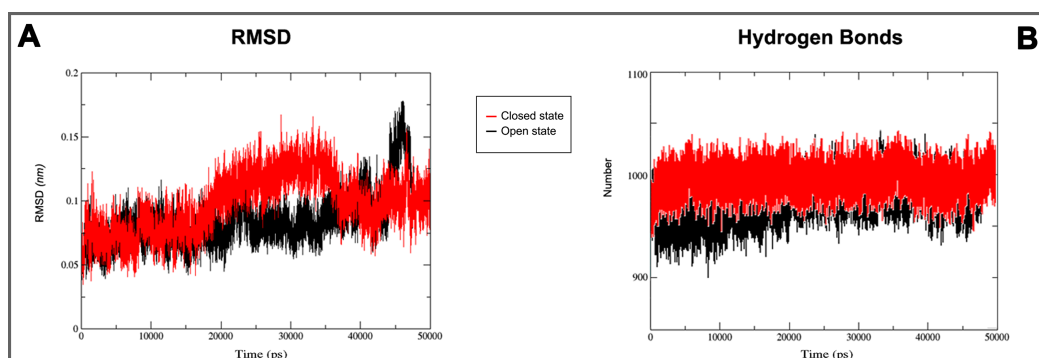 A
RMSD
RMSD (nm)
0.2
0.15
0.1
0.05
0
0
10000
20000
30000
40000
50000
Time (ps)
Closed state
Open state
Hydrogen Bonds
B
Number
1100
1000
900
0
10000
20000
30000
40000
50000
Time (ps)